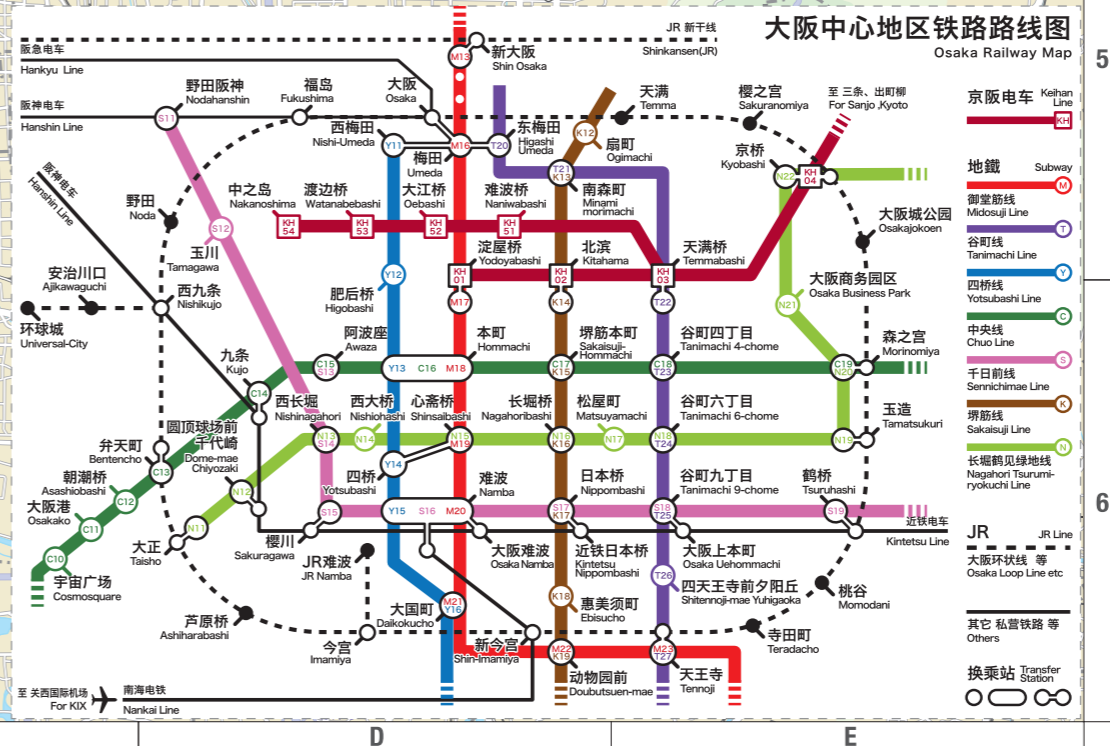 大阪中心地区铁路路线图
Osaka Railway Map
JR 新干线
Shinkansen(JR)
阪急电车
Hankyu Line
阪神电车
Hanshin Line
阪神电车
Hanshin Line
M13
新大阪
Shin Osaka
野田阪神
Nodahanshin
S11
福岛
Fukushima
大阪
Osaka
西梅田
Nishi-Umeda
Y11
梅田
Umeda
M16
T20
东梅田
Higashi
Umeda
K12
扇町
Ogimachi
天满
Temma
樱之宫
Sakuranomiya
至 三条、出町柳
For Sanjo ,Kyoto
京桥
Kyobashi
N22
KH
04
T21
K13
南森町
Minami
morimachi
野田
Noda
S12
玉川
Tamagawa
中之岛
Nakanoshima
KH
54
渡边桥
Watanabebashi
KH
53
大江桥
Oebashi
KH
52
难波桥
Naniwabashi
KH
51
大阪城公园
Osakajokoen
淀屋桥
Yodoyabashi
KH
01
M17
北滨
Kitahama
KH
02
K14
天满桥
Temmabashi
KH
03
T22
Y12
肥后桥
Higobashi
大阪商务园区
Osaka Business Park
N21
安治川口
Ajikawaguchi
环球城
Universal-City
西九条
Nishikujo
九条
Kujo
C14
阿波座
Awaza
C15
S13
Y13
C16
M18
本町
Hommachi
堺筋本町
Sakaisuji-
Hommachi
C17
K15
谷町四丁目
Tanimachi 4-chome
C18
T23
森之宫
Morinomiya
C19
N20
西长堀
Nishinagahori
N13
S14
西大桥
Nishiohashi
N14
心斋桥
Shinsaibashi
N15
M19
长堀桥
Nagahoribashi
N16
K16
松屋町
Matsuyamachi
N17
谷町六丁目
Tanimachi 6-chome
N18
T24
N19
玉造
Tamatsukuri
圆顶球场前
千代崎
Dome-mae
Chiyozaki
N12
弁天町
Bentencho
C13
朝潮桥
Asashiobashi
C12
大阪港
Osakako
C11
C10
宇宙广场
Cosmosquare
N11
大正
Taisho
四桥
Yotsubashi
Y14
S15
樱川
Sakuragawa
Y15
S16
M20
难波
Namba
大阪难波
Osaka Namba
日本桥
Nippombashi
S17
K17
近铁日本桥
Kintetsu
Nippombashi
谷町九丁目
Tanimachi 9-chome
S18
T25
大阪上本町
Osaka Uehommachi
鹤桥
Tsuruhashi
S19
近铁电车
Kintetsu Line
JR难波
JR Namba
T26
四天王寺前夕阳丘
Shitennoji-mae Yuhigaoka
桃谷
Momodani
K18
惠美须町
Ebisucho
大国町
Daikokucho
M21
Y16
芦原桥
Ashiharabashi
今宫
Imamiya
新今宫
Shin-Imamiya
M22
K19
动物园前
Doubutsuen-mae
M23
T27
天王寺
Tennoji
寺田町
Teradacho
至 关西国际机场
For KIX
南海电铁
Nankai Line
京阪电车
Keihan
Line
KH
地鐵
Subway
M
御堂筋线
Midosuji Line
T
谷町线
Tanimachi Line
Y
四桥线
Yotsubashi Line
C
中央线
Chuo Line
S
千日前线
Sennichimae Line
K
堺筋线
Sakaisuji Line
N
长堀鹤见绿地线
Nagahori Tsurumi-
ryokuchi Line
JR
JR Line
大阪环状线 等
Osaka Loop Line etc
其它 私营铁路 等
Others
换乘站
Transfer
Station
5
6
D
E